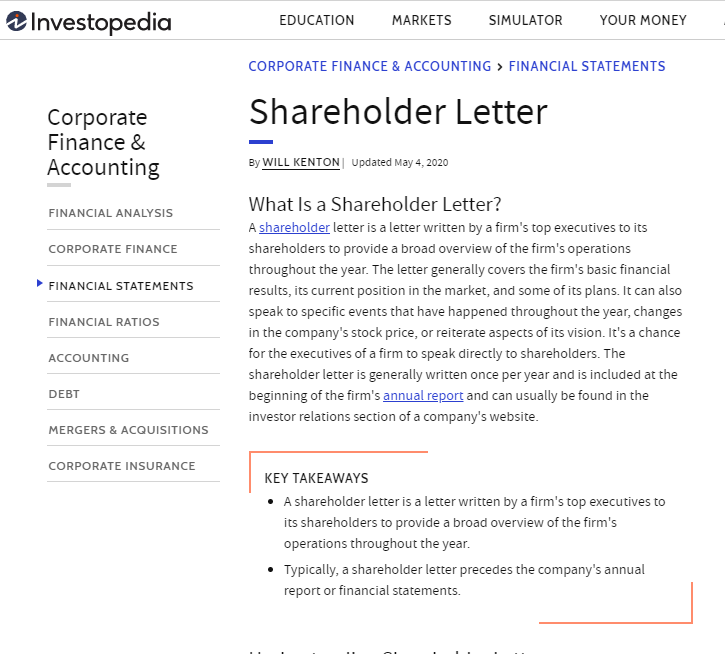 Investopedia
EDUCATION MARKETS SIMULATOR YOUR MONEY
CORPORATE FINANCE & ACCOUNTING > FINANCIAL STATEMENTS
Corporate
Finance &
Accounting
FINANCIAL ANALYSIS
CORPORATE FINANCE
FINANCIAL STATEMENTS
FINANCIAL RATIOS
ACCOUNTING
DEBT
MERGERS & ACQUISITIONS
CORPORATE INSURANCE
Shareholder Letter
By WILL KENTON | Updated May 4, 2020
What Is a Shareholder Letter?
A shareholder letter is a letter written by a firm's top executives to its
shareholders to provide a broad overview of the firm's operations
throughout the year. The letter generally covers the firm's basic financial
results, its current position in the market, and some of its plans. It can also
speak to specific events that have happened throughout the year, changes
in the company's stock price, or reiterate aspects of its vision. It's a chance
for the executives of a firm to speak directly to shareholders. The
shareholder letter is generally written once per year and is included at the
beginning of the firm's annual report and can usually be found in the
investor relations section of a company's website.
KEY TAKEAWAYS
• A shareholder letter is a letter written by a firm's top executives to
its shareholders to provide a broad overview of the firm's
operations throughout the year.
• Typically, a shareholder letter precedes the company's annual
report or financial statements.